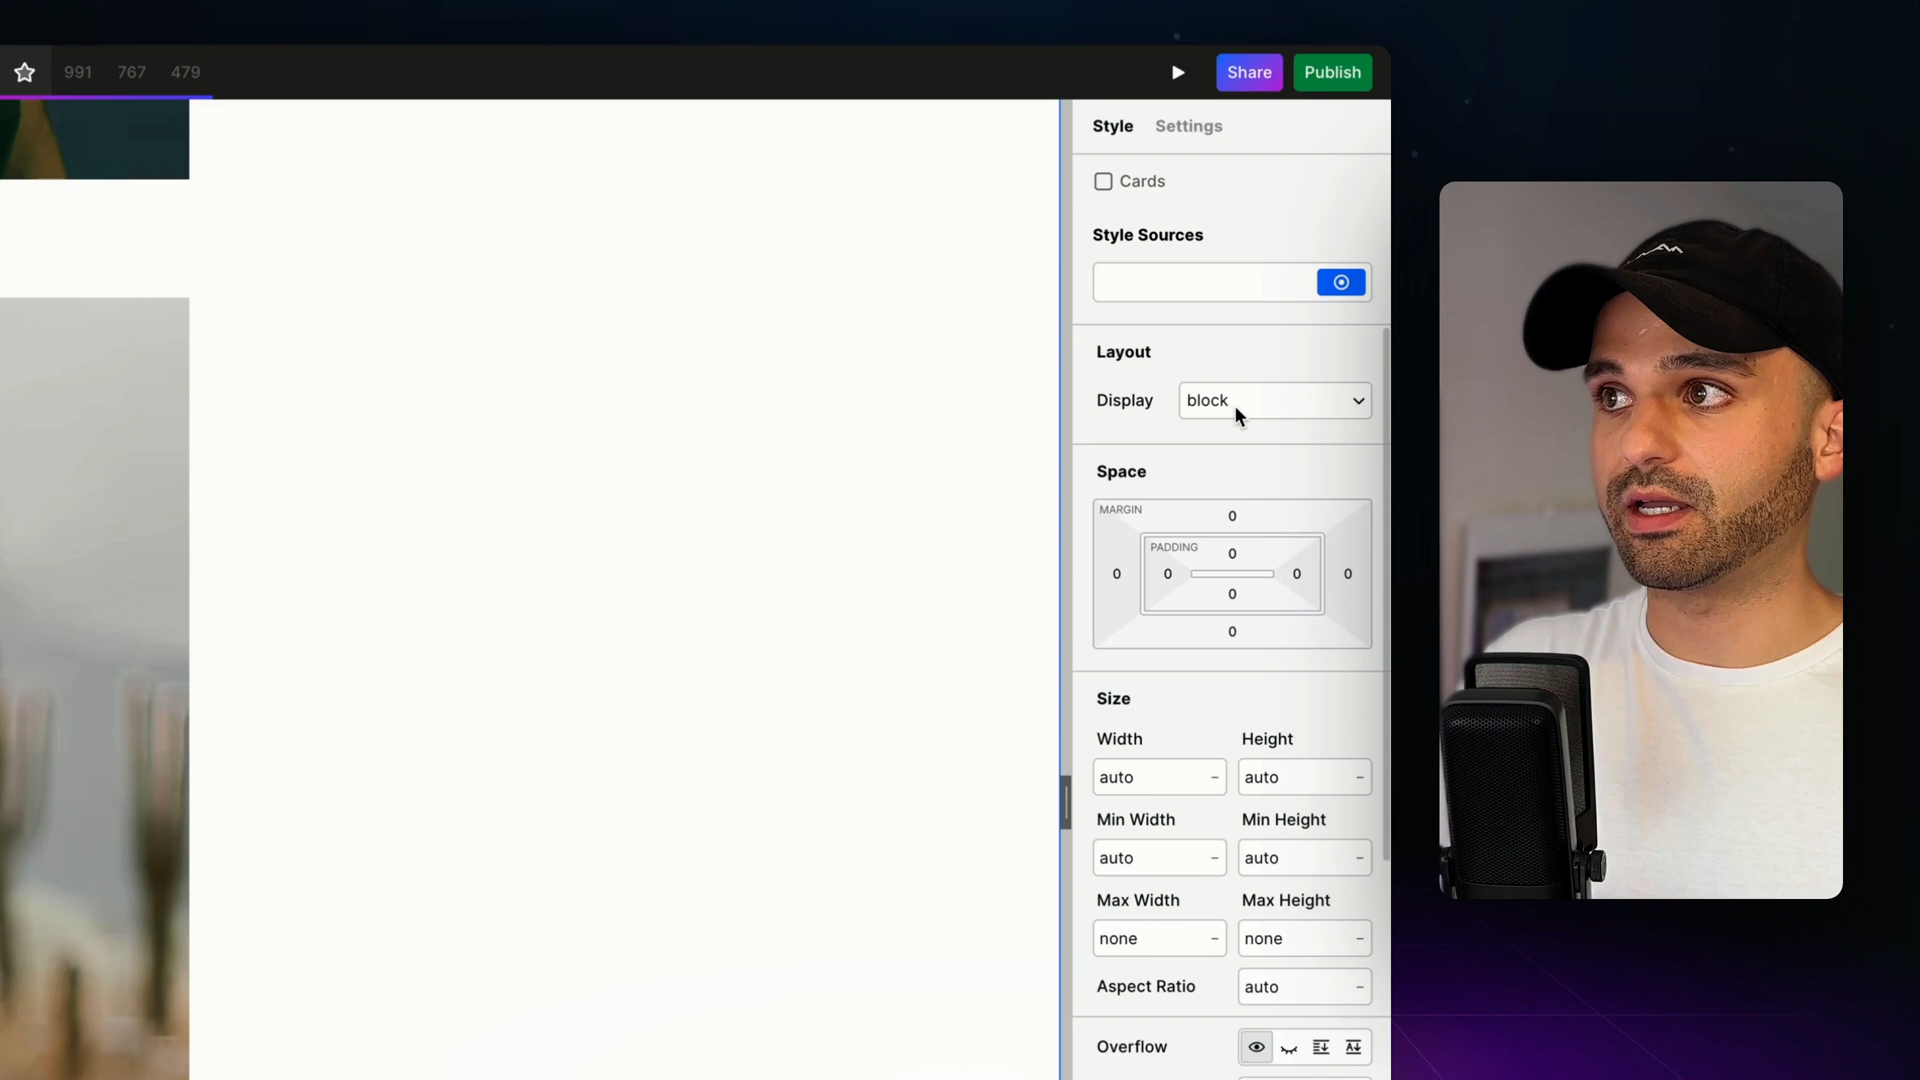 991 767 479
Share Publish
Style Settings
Cards
Style Sources
Layout
Display block
Space
MARGIN 0
PADDING 0
0 0 0 0
0
0
Size
Width Height
auto – auto –
Min Width Min Height
auto – auto –
Max Width Max Height
none – none –
Aspect Ratio auto –
Overflow